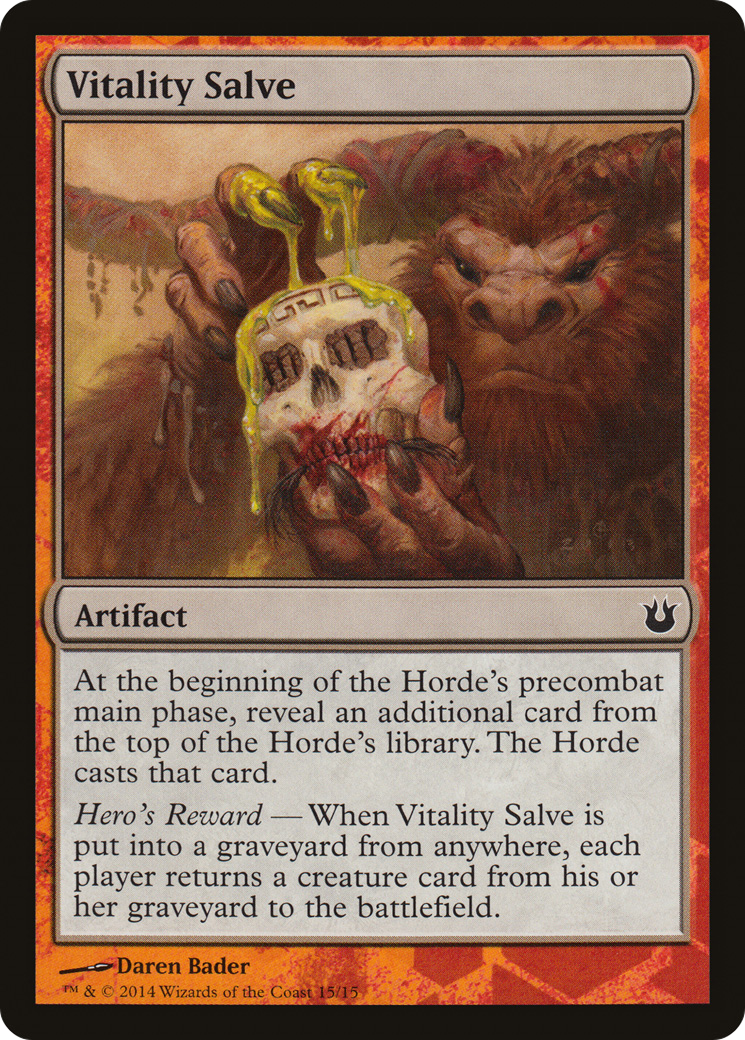 Vitality Salve
Artifact
At the beginning of the Horde's precombat
main phase, reveal an additional card from
the top of the Horde's library. The Horde
casts that card.
Hero's Reward — When Vitality Salve is
put into a graveyard from anywhere, each
player returns a creature card from his or
her graveyard to the battlefield.
Daren Bader
™ & © 2014 Wizards of the Coast 15/15